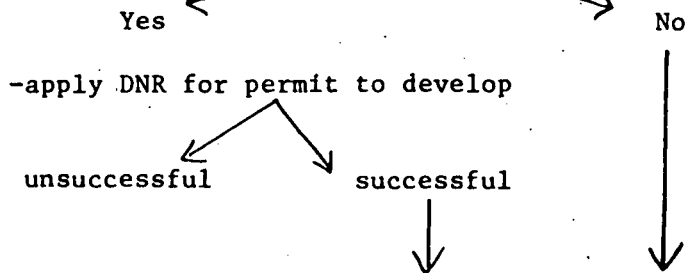 Yes No
-apply DNR for permit to develop
unsuccessful successful